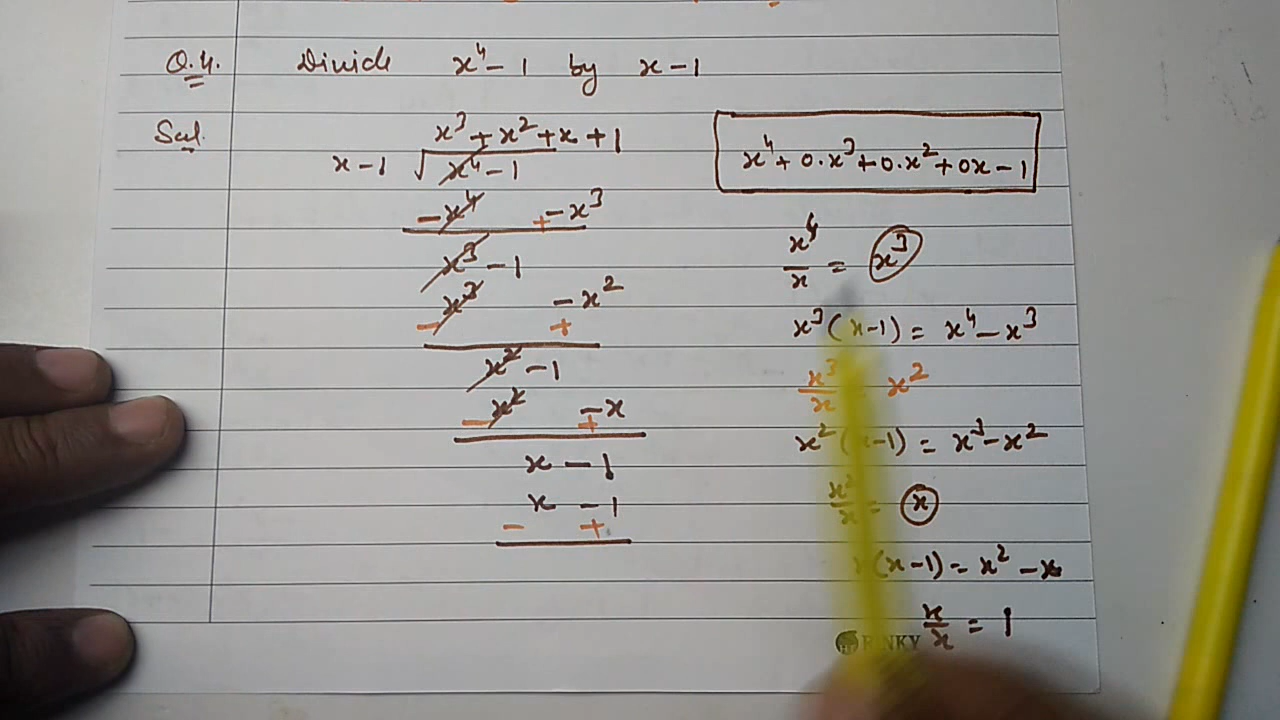 Q.4. Divide x⁴ - 1 by x - 1
Sol.
x³ + x² + x + 1
x - 1 √ x⁴ - 1
- x⁴ + - x³
x³ - 1
x³ - x²
- +
x² - 1
- x² + - x
x - 1
x - 1
- +
x⁴ + 0·x³ + 0·x² + 0x - 1
x⁴/x = x³
x³(x-1) = x⁴ - x³
x³/x = x²
x²(x-1) = x³ - x²
x²/x = x
x(x-1) = x² - x
x/x = 1